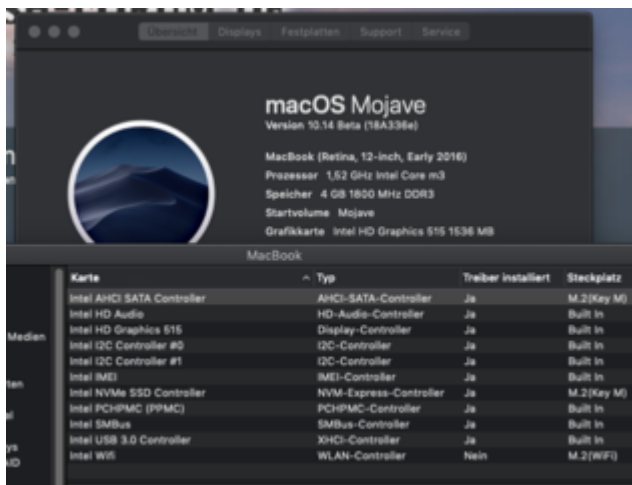 Übersicht Displays Festplatten Support Service
macOS Mojave
Version 10.14 Beta (18A336e)
MacBook (Retina, 12-inch, Early 2016)
Prozessor 1,52 GHz Intel Core m3
Speicher 4 GB 1800 MHz DDR3
Startvolume Mojave
Grafikkarte Intel HD Graphics 515 1536 MB
MacBook
Karte Typ Treiber installiert Steckplatz
Intel AHCI SATA Controller AHCI-SATA-Controller Ja M.2(Key M)
Intel HD Audio HD-Audio-Controller Ja Built In
Intel HD Graphics 515 Display-Controller Ja Built In
Intel I2C Controller #0 I2C-Controller Ja Built In
Intel I2C Controller #1 I2C-Controller Ja Built In
Intel IMEI IMEI-Controller Ja Built In
Intel NVMe SSD Controller NVM-Express-Controller Ja M.2(Key M)
Intel PCHPMC (PPMC) PCHPMC-Controller Ja Built In
Intel SMBus SMBus-Controller Ja Built In
Intel USB 3.0 Controller XHCI-Controller Ja Built In
Intel Wifi WLAN-Controller Nein M.2(WiFi)
Medien